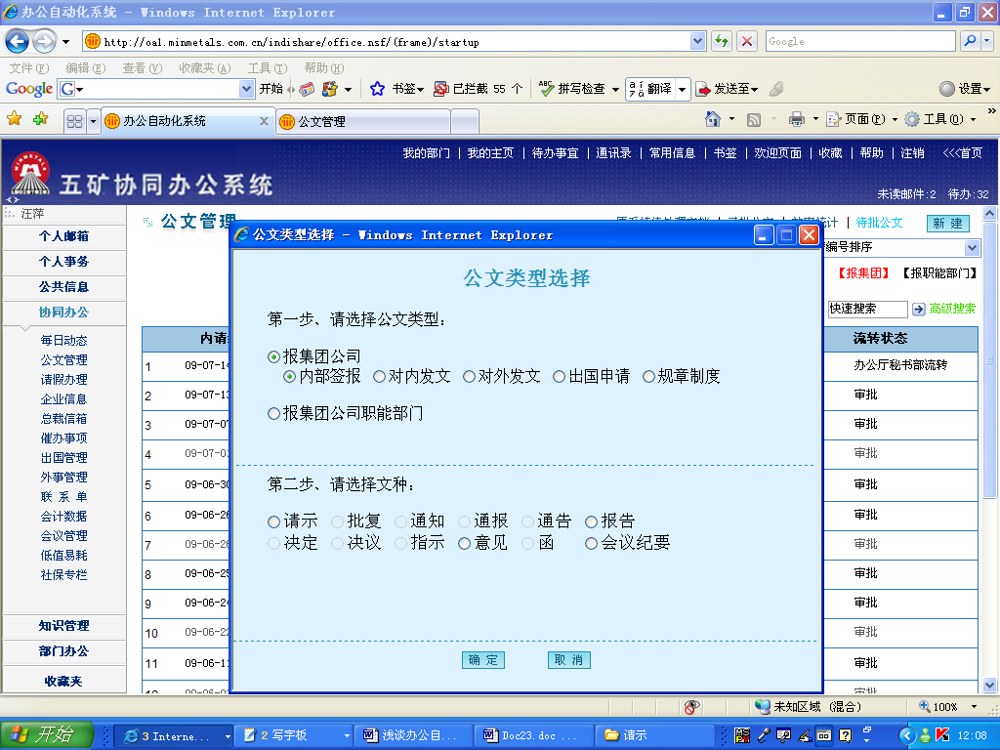 办公自动化系统 - Windows Internet Explorer
http://oa1.minmetals.com.cn/indishare/office.nsf/(frame)/startup
Google
文件(F) 编辑(E) 查看(V) 收藏夹(A) 工具(T) 帮助(H)
Google G 开始 书签 已拦截 55 个 拼写检查 翻译 发送至 设置
办公自动化系统 公文管理 页面(P) 工具(O)
我的部门 | 我的主页 | 待办事宜 | 通讯录 | 常用信息 | 书签 | 欢迎页面 | 收藏 | 帮助 | 注销 <<<首页
五矿协同办公系统
未读邮件:2 待办:32
汪萍
个人邮箱
个人事务
公共信息
协同办公
每日动态
公文管理
请假办理
企业信息
总裁信箱
催办事项
出国管理
外事管理
联 系 单
会计数据
会议管理
低值易耗
社保专栏
知识管理
部门办公
收藏夹
公文管理
统计 | 待批公文 新 建
编号排序
【报集团】 【报职能部门】
快速搜索 高级搜索
内请 流转状态
1 09-07-14 办公厅秘书部流转
2 09-07-13 审批
3 09-07-07 审批
4 09-07-01 审批
5 09-06-30 审批
6 09-06-26 审批
7 09-06-25 审批
8 09-06-25 审批
9 09-06-24 审批
10 09-06-22 审批
11 09-06-11 审批
公文类型选择 - Windows Internet Explorer
公文类型选择
第一步、请选择公文类型:
报集团公司
内部签报 对内发文 对外发文 出国申请 规章制度
报集团公司职能部门
第二步、请选择文种:
请示 批复 通知 通报 通告 报告
决定 决议 指示 意见 函 会议纪要
确 定 取 消
未知区域 (混合) 100%
开始 3 Interne... 2 写字板 浅谈办公自... Doc23.doc ... 请示 12:08